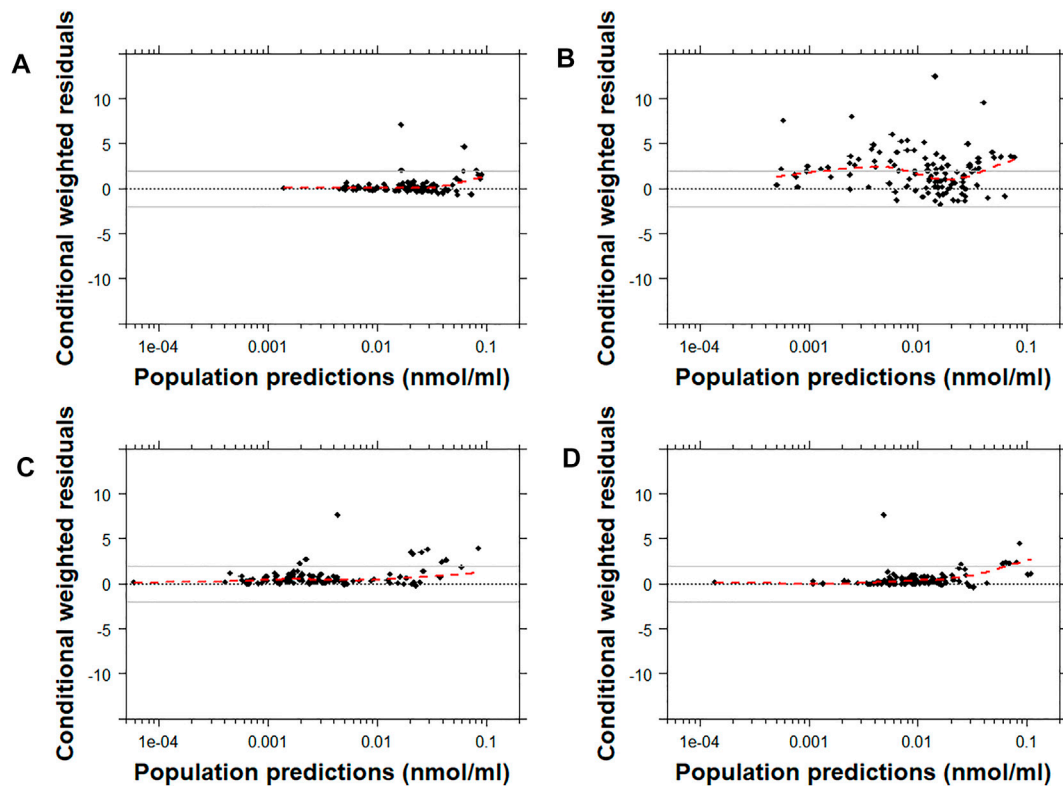 A
Conditional weighted residuals
10
5
0
-5
-10
1e-04 0.001 0.01 0.1
Population predictions (nmol/ml)
B
Conditional weighted residuals
10
5
0
-5
-10
1e-04 0.001 0.01 0.1
Population predictions (nmol/ml)
C
Conditional weighted residuals
10
5
0
-5
-10
1e-04 0.001 0.01 0.1
Population predictions (nmol/ml)
D
Conditional weighted residuals
10
5
0
-5
-10
1e-04 0.001 0.01 0.1
Population predictions (nmol/ml)